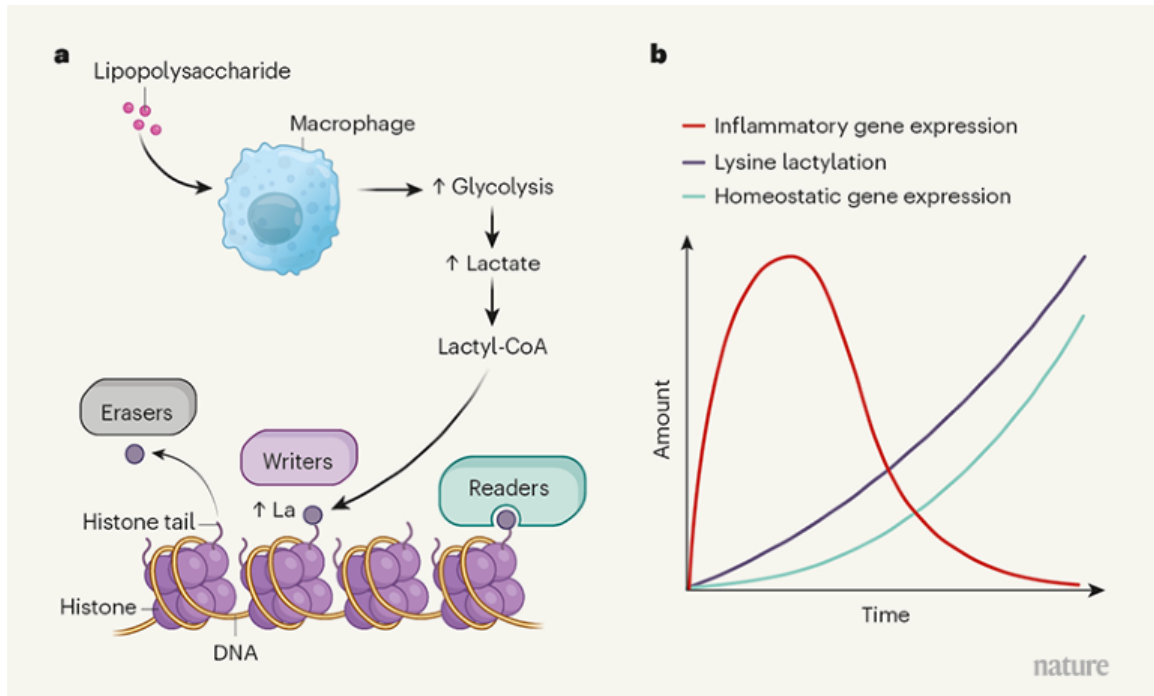 a
Lipopolysaccharide
Macrophage
↑ Glycolysis
↑ Lactate
Lactyl-CoA
Erasers
Writers
Readers
↑ La
Histone tail
Histone
DNA
b
Inflammatory gene expression
Lysine lactylation
Homeostatic gene expression
Amount
Time
nature